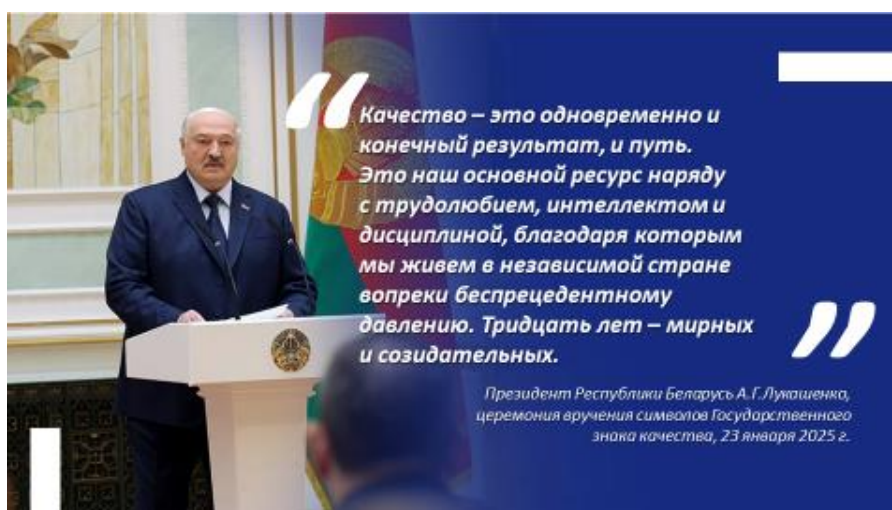 “
Качество – это одновременно и
конечный результат, и путь.
Это наш основной ресурс наряду
с трудолюбием, интеллектом и
дисциплиной, благодаря которым
мы живем в независимой стране
вопреки беспрецедентному
давлению. Тридцать лет – мирных
и созидательных.
”
Президент Республики Беларусь А.Г.Лукашенко,
церемония вручения символов Государственного
знака качества, 23 января 2025 г.